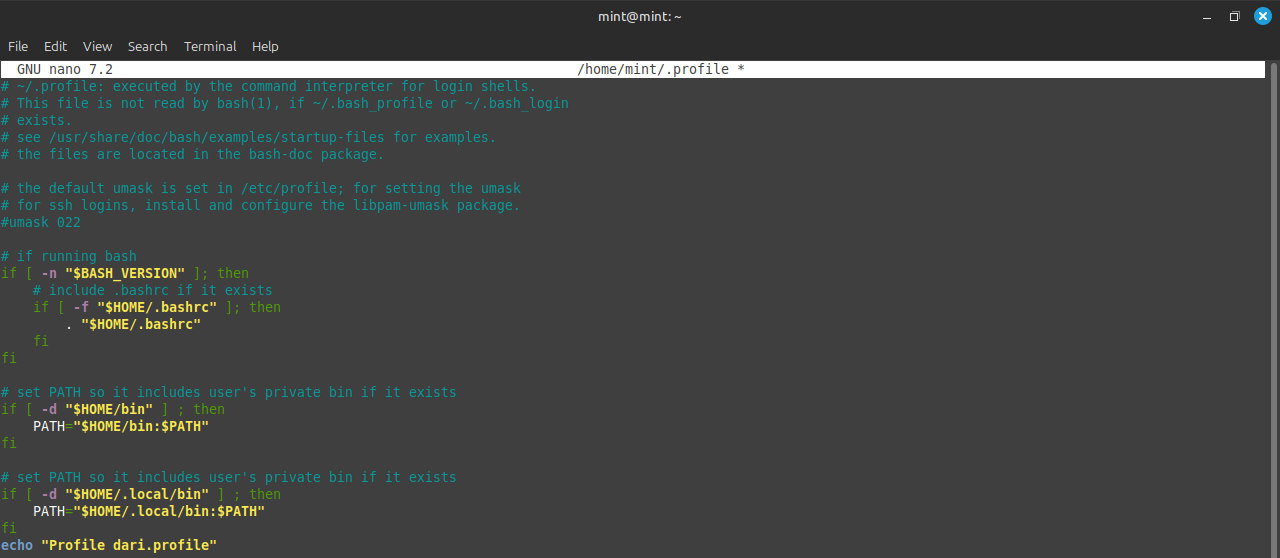 mint@mint: ~
File Edit View Search Terminal Help
GNU nano 7.2 /home/mint/.profile *
# ~/.profile: executed by the command interpreter for login shells.
# This file is not read by bash(1), if ~/.bash_profile or ~/.bash_login
# exists.
# see /usr/share/doc/bash/examples/startup-files for examples.
# the files are located in the bash-doc package.

# the default umask is set in /etc/profile; for setting the umask
# for ssh logins, install and configure the libpam-umask package.
#umask 022

# if running bash
if [ -n "$BASH_VERSION" ]; then
    # include .bashrc if it exists
    if [ -f "$HOME/.bashrc" ]; then
        . "$HOME/.bashrc"
    fi
fi

# set PATH so it includes user's private bin if it exists
if [ -d "$HOME/bin" ] ; then
    PATH="$HOME/bin:$PATH"
fi

# set PATH so it includes user's private bin if it exists
if [ -d "$HOME/.local/bin" ] ; then
    PATH="$HOME/.local/bin:$PATH"
fi
echo "Profile dari.profile"